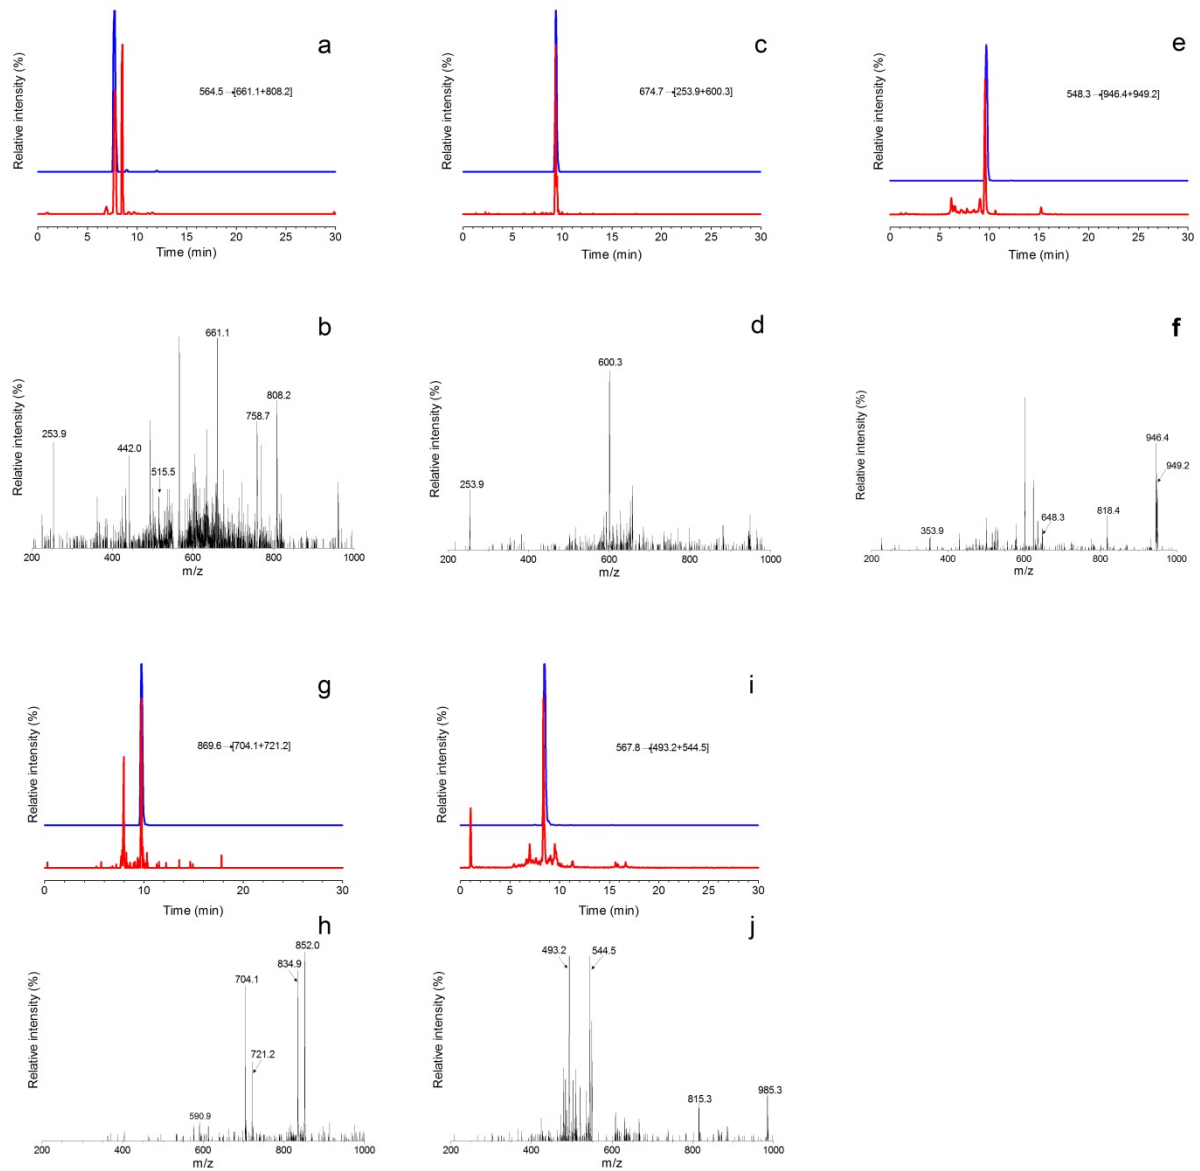 a
Relative intensity (%)
564.5→[661.1+808.2]
0 5 10 15 20 25 30
Time (min)
c
Relative intensity (%)
674.7→[253.9+600.3]
0 10 20 30
Time (min)
e
Relative intensity (%)
548.3→[946.4+949.2]
0 5 10 15 20 25 30
Time (min)
b
Relative intensity (%)
661.1
808.2
758.7
253.9
442.0
515.5
200 400 600 800 1000
m/z
d
Relative intensity (%)
600.3
253.9
200 400 600 800 1000
m/z
f
Relative intensity (%)
946.4
949.2
818.4
648.3
353.9
200 400 600 800 1000
m/z
g
Relative intensity (%)
869.6→[704.1+721.2]
0 10 20 30
Time (min)
i
Relative intensity (%)
567.8→[493.2+544.5]
0 5 10 15 20 25 30
Time (min)
h
Relative intensity (%)
852.0
834.9
704.1
721.2
590.9
200 400 600 800 1000
m/z
j
Relative intensity (%)
493.2
544.5
815.3
985.3
200 400 600 800 1000
m/z